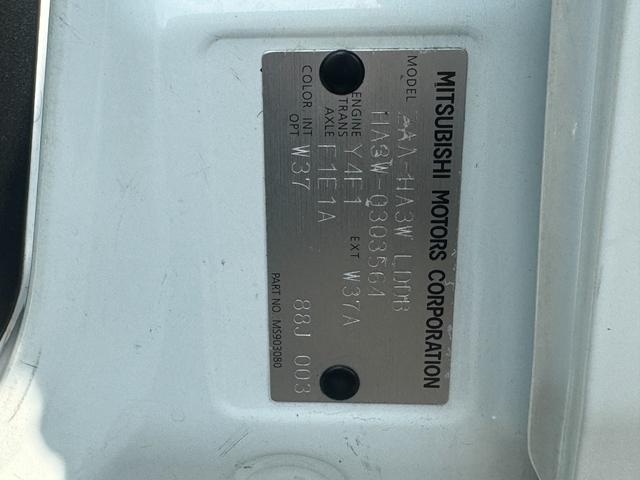 MITSUBISHI MOTORS CORPORATION
MODEL HA3W LDDB
HA3W-0303564
ENGINE Y4F1 EXT W37A
TRANS
AXLE F1E1A
COLOR INT W37 88J 003
OPT
PART NO. MS903080